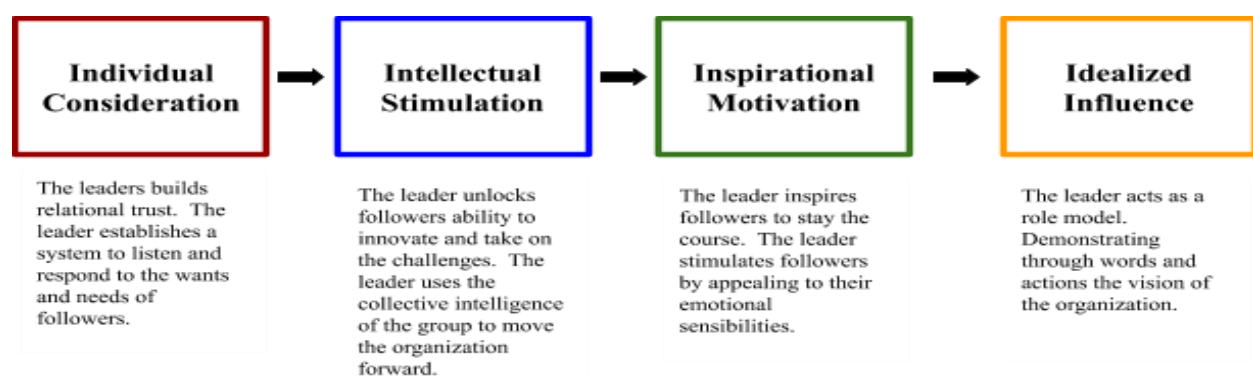 Individual
Consideration
Intellectual
Stimulation
Inspirational
Motivation
Idealized
Influence
The leaders builds
relational trust.  The
leader establishes a
system to listen and
respond to the wants
and needs of
followers.
The leader unlocks
followers ability to
innovate and take on
the challenges.  The
leader uses the
collective intelligence
of the group to move
the organization
forward.
The leader inspires
followers to stay the
course.  The leader
stimulates followers
by appealing to their
emotional
sensibilities.
The leader acts as a
role model.
Demonstrating
through words and
actions the vision of
the organization.